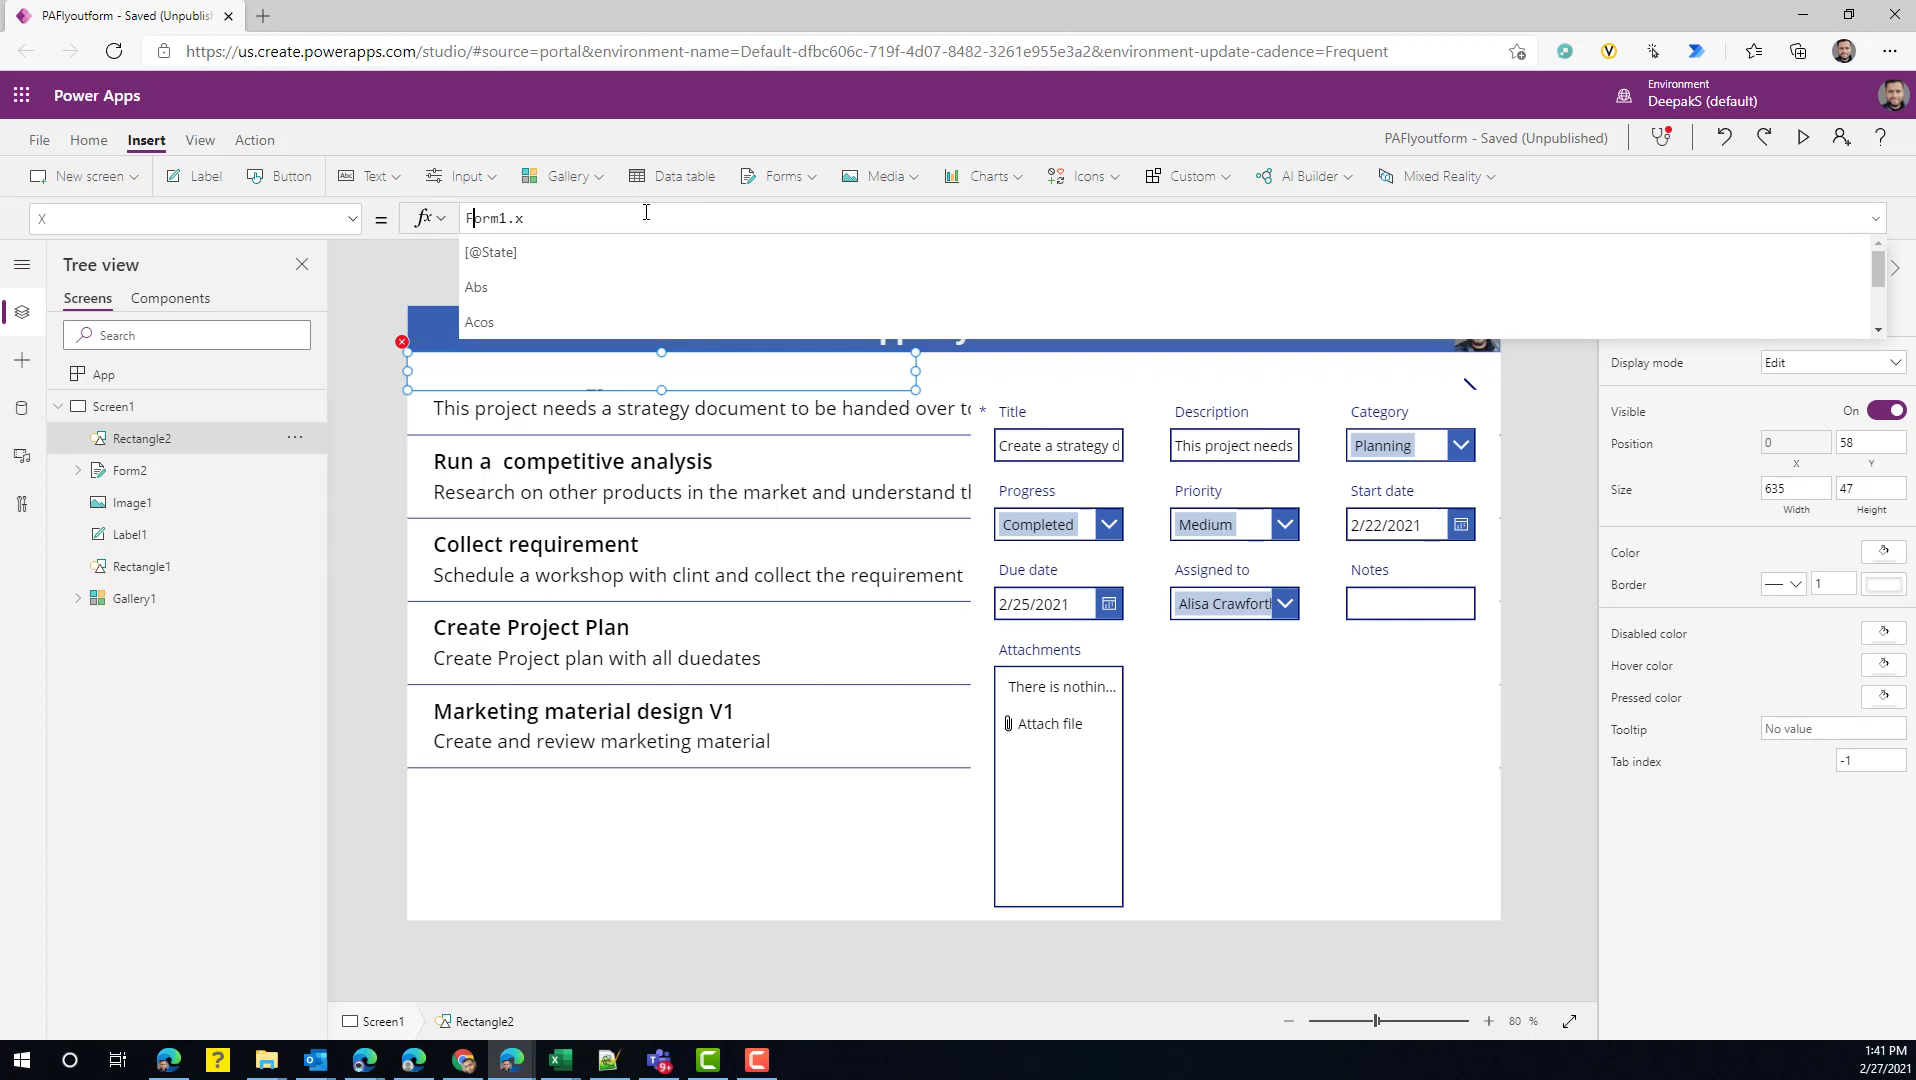 PAFlyoutform - Saved (Unpublish
https://us.create.powerapps.com/studio/#source=portal&environment-name=Default-dfbc606c-719f-4d07-8482-3261e955e3a2&environment-update-cadence=Frequent
Power Apps
Environment
DeepakS (default)
File Home Insert View Action
PAFlyoutform - Saved (Unpublished)
New screen Label Button Text Input Gallery Data table Forms Media Charts Icons Custom AI Builder Mixed Reality
X = fx Form1.x
[@State]
Abs
Acos
Tree view
Screens Components
Search
App
Screen1
Rectangle2
Form2
Image1
Label1
Rectangle1
Gallery1
This project needs a strategy document to be handed over to
Run a competitive analysis
Research on other products in the market and understand th
Collect requirement
Schedule a workshop with clint and collect the requirement
Create Project Plan
Create Project plan with all duedates
Marketing material design V1
Create and review marketing material
* Title Description Category
Create a strategy d This project needs Planning
Progress Priority Start date
Completed Medium 2/22/2021
Due date Assigned to Notes
2/25/2021 Alisa Crawfort
Attachments
There is nothin...
Attach file
Display mode Edit
Visible On
Position 0 58
X Y
Size 635 47
Width Height
Color
Border 1
Disabled color
Hover color
Pressed color
Tooltip No value
Tab index -1
Screen1 Rectangle2
80 %
9+
1:41 PM
2/27/2021